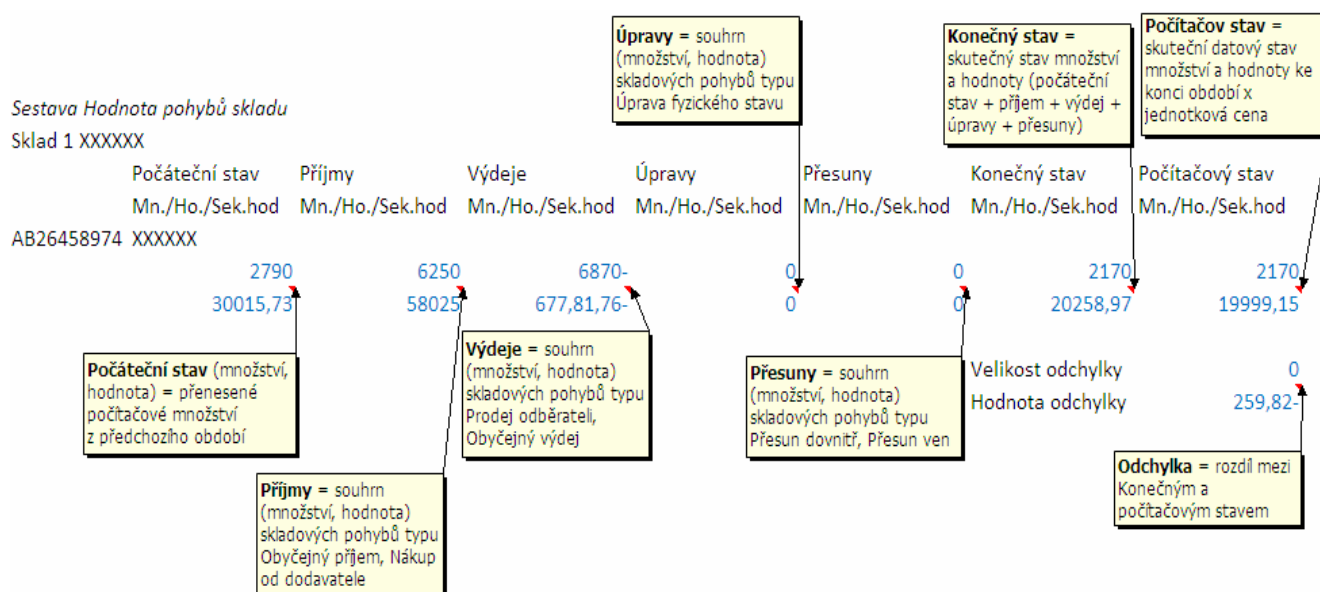 Úpravy = souhrn
(množství, hodnota)
skladových pohybů typu
Úprava fyzického stavu
Konečný stav =
skutečný stav množství
a hodnoty (počáteční
stav + příjem + výdej +
úpravy + přesuny)
Počítačov stav =
skuteční datový stav
množství a hodnoty ke
konci období x
jednotková cena
Sestava Hodnota pohybů skladu
Sklad 1 XXXXXX
Počáteční stav Příjmy Výdeje Úpravy Přesuny Konečný stav Počítačový stav
Mn./Ho./Sek.hod Mn./Ho./Sek.hod Mn./Ho./Sek.hod Mn./Ho./Sek.hod Mn./Ho./Sek.hod Mn./Ho./Sek.hod Mn./Ho./Sek.hod
AB26458974 XXXXXX
2790 6250 6870- 0 0 2170 2170
30015,73 58025 677,81,76- 0 0 20258,97 19999,15
Počáteční stav (množství,
hodnota) = přenesené
počítačové množství
z předchozího období
Výdeje = souhrn
(množství, hodnota)
skladových pohybů typu
Prodej odběrateli,
Obyčejný výdej
Přesuny = souhrn
(množství, hodnota)
skladových pohybů typu
Přesun dovnitř, Přesun ven
Velikost odchylky 0
Hodnota odchylky 259,82-
Příjmy = souhrn
(množství, hodnota)
skladových pohybů typu
Obyčejný příjem, Nákup
od dodavatele
Odchylka = rozdíl mezi
Konečným a
počítačovým stavem